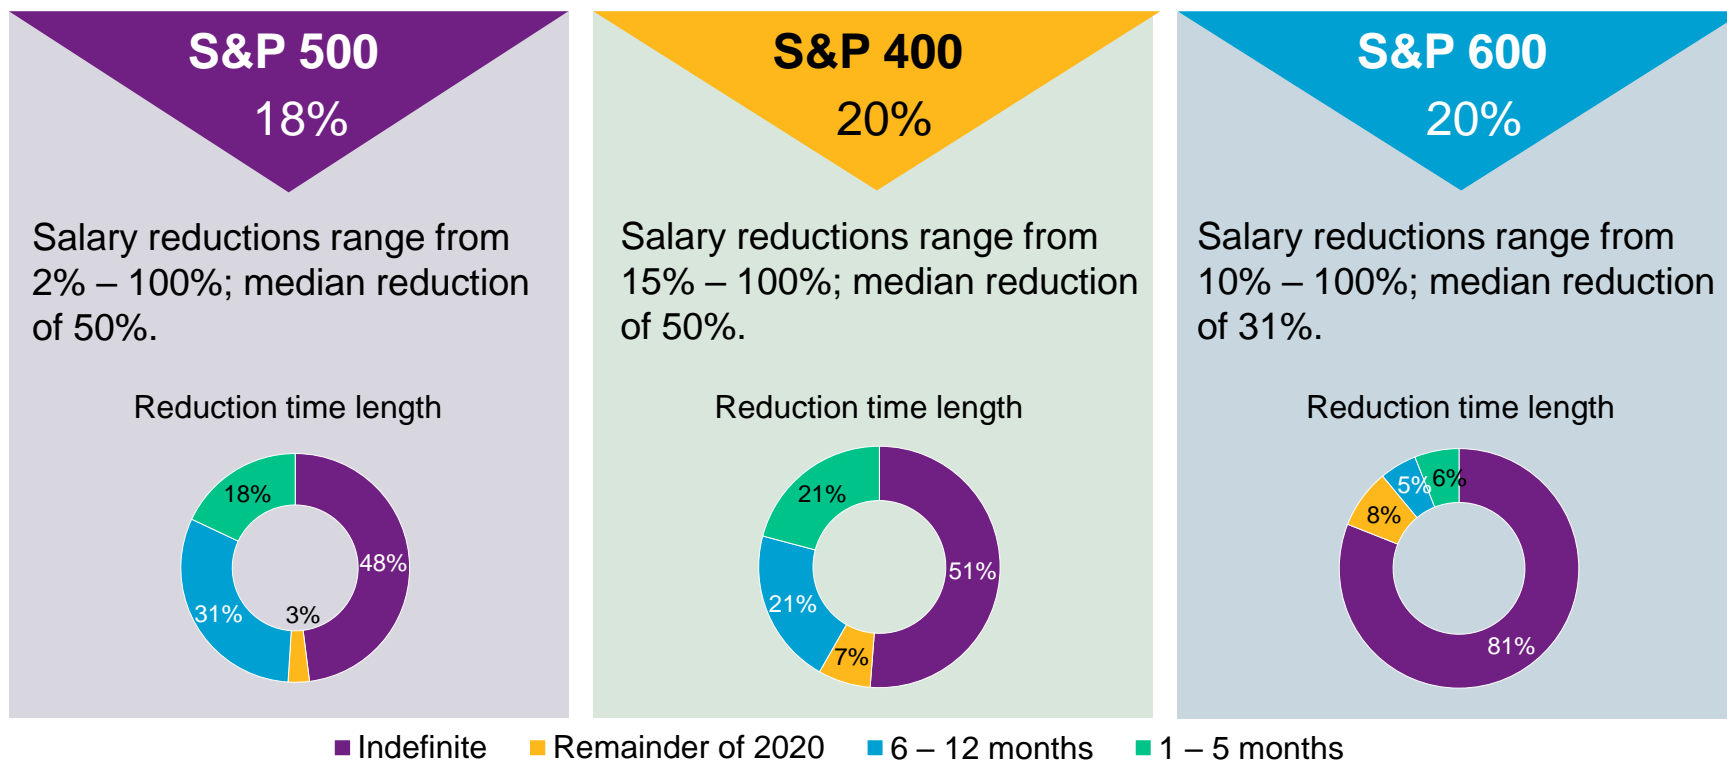 S&P 500
18%
Salary reductions range from
2% – 100%; median reduction
of 50%.
Reduction time length
18%
48%
31%
3%
S&P 400
20%
Salary reductions range from
15% – 100%; median reduction
of 50%.
Reduction time length
21%
51%
21%
7%
S&P 600
20%
Salary reductions range from
10% – 100%; median reduction
of 31%.
Reduction time length
6%
5%
8%
81%
Indefinite
Remainder of 2020
6 – 12 months
1 – 5 months